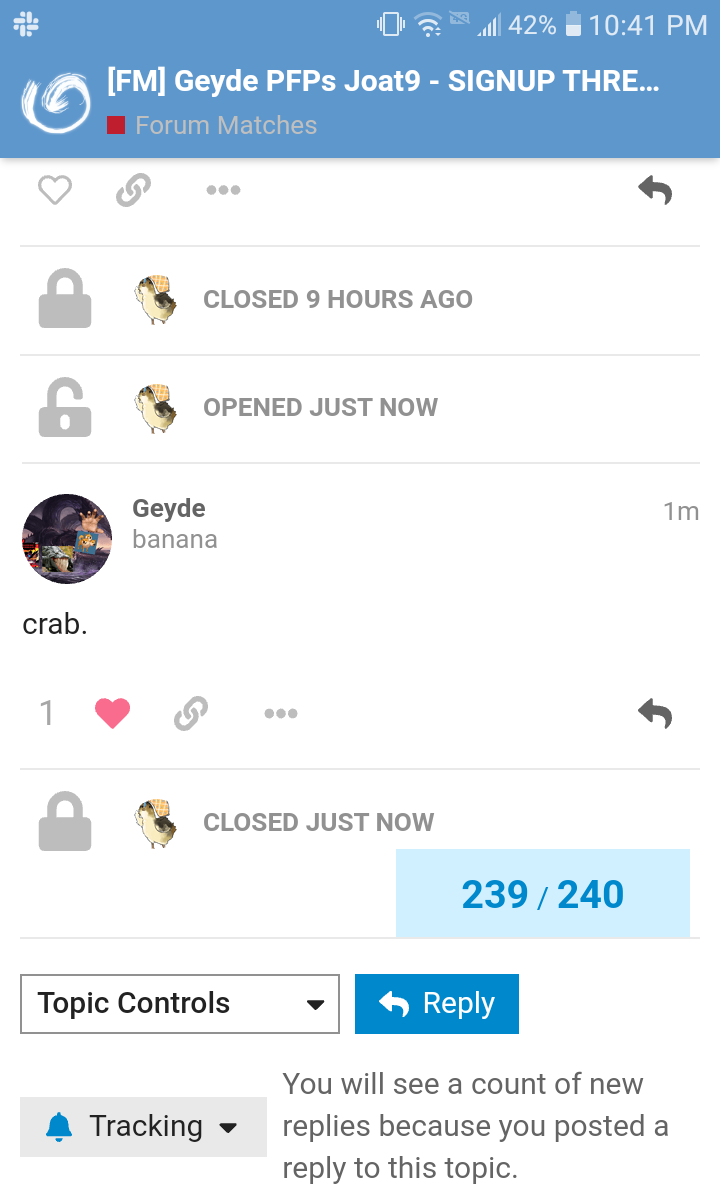 42% 10:41 PM
[FM] Geyde PFPs Joat9 - SIGNUP THRE...
Forum Matches
CLOSED 9 HOURS AGO
OPENED JUST NOW
Geyde
1m
banana
crab.
1
CLOSED JUST NOW
239 / 240
Topic Controls
Reply
You will see a count of new
Tracking
replies because you posted a
reply to this topic.